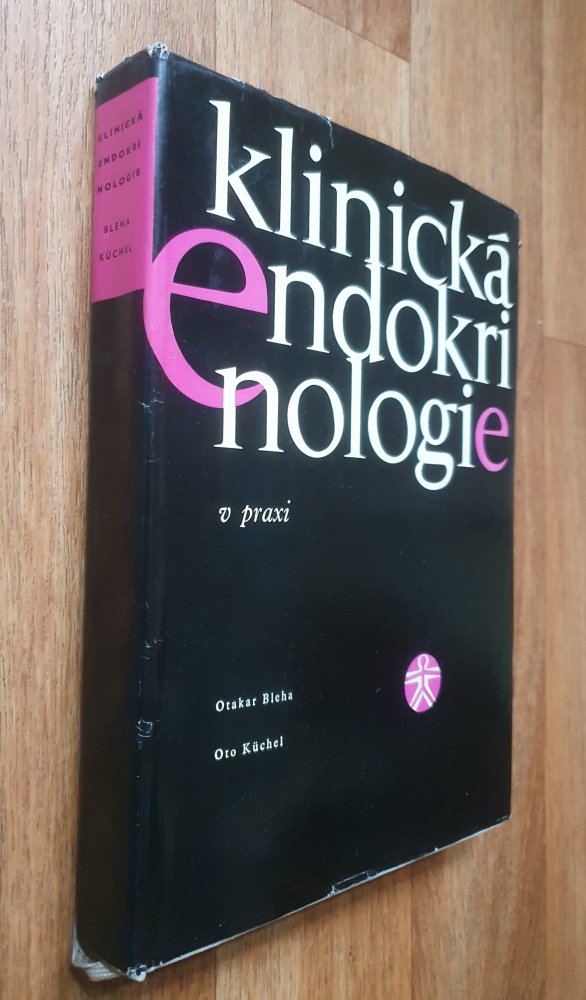 KLINICKÁ
ENDOKRI
NOLOGIE
BLEHA
KÜCHEL
klinická
endokri
nologie
v praxi
Otakar Bleha
Oto Küchel